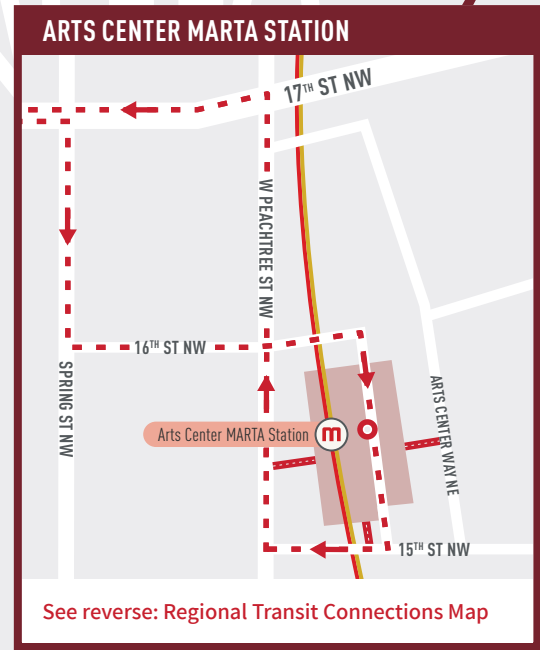 ARTS CENTER MARTA STATION
17TH ST NW
W PEACHTREE ST NW
16TH ST NW
SPRING ST NW
ARTS CENTER WAY NE
Arts Center MARTA Station
m
15TH ST NW
See reverse: Regional Transit Connections Map